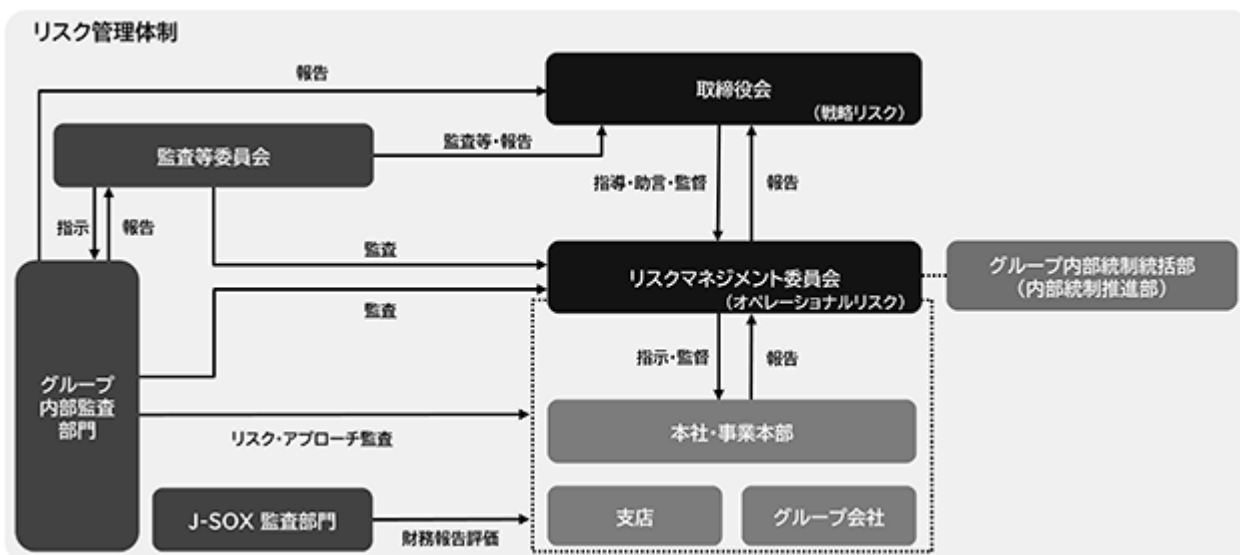 リスク管理体制
報告
取締役会
（戦略リスク）
監査等委員会
監査等・報告
指示
報告
指導・助言・監督
報告
監査
リスクマネジメント委員会
（オペレーショナルリスク）
グループ内部統制統括部
（内部統制推進部）
監査
指示・監督
報告
グループ
内部監査
部門
リスク・アプローチ監査
本社・事業本部
J-SOX 監査部門
財務報告評価
支店
グループ会社